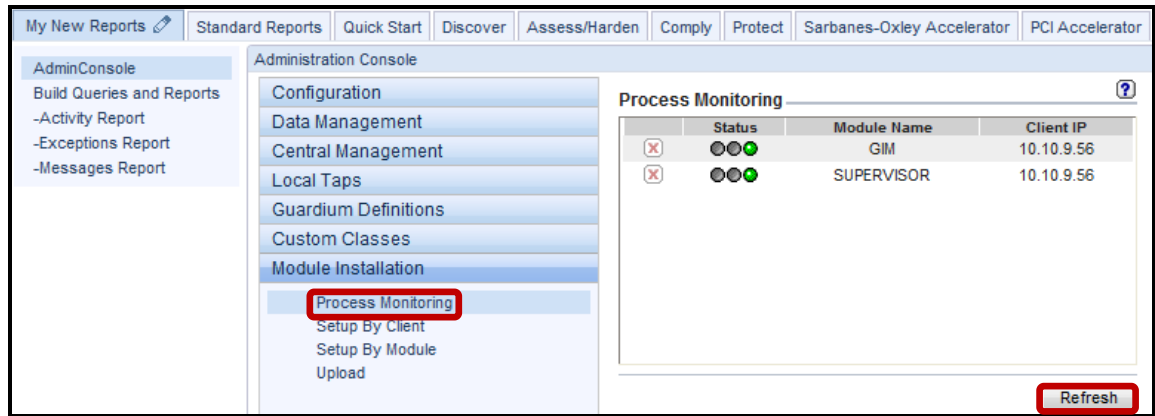 My New Reports
Standard Reports
Quick Start
Discover
Assess/Harden
Comply
Protect
Sarbanes-Oxley Accelerator
PCI Accelerator
AdminConsole
Build Queries and Reports
-Activity Report
-Exceptions Report
-Messages Report
Administration Console
Configuration
Data Management
Central Management
Local Taps
Guardium Definitions
Custom Classes
Module Installation
Process Monitoring
Setup By Client
Setup By Module
Upload
Process Monitoring
?
Status Module Name Client IP
X GIM 10.10.9.56
X SUPERVISOR 10.10.9.56
Refresh